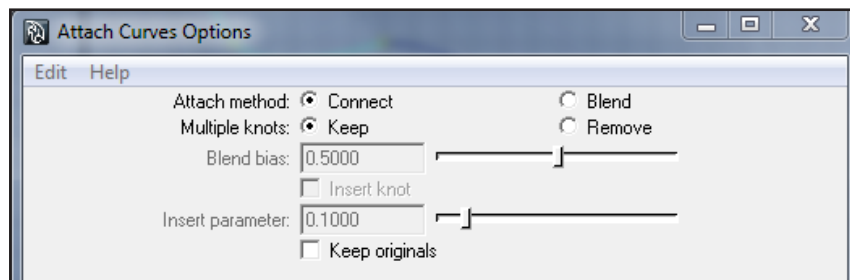 Attach Curves Options
Edit Help
Attach method: Connect Blend
Multiple knots: Keep Remove
Blend bias: 0.5000
Insert knot
Insert parameter: 0.1000
Keep originals